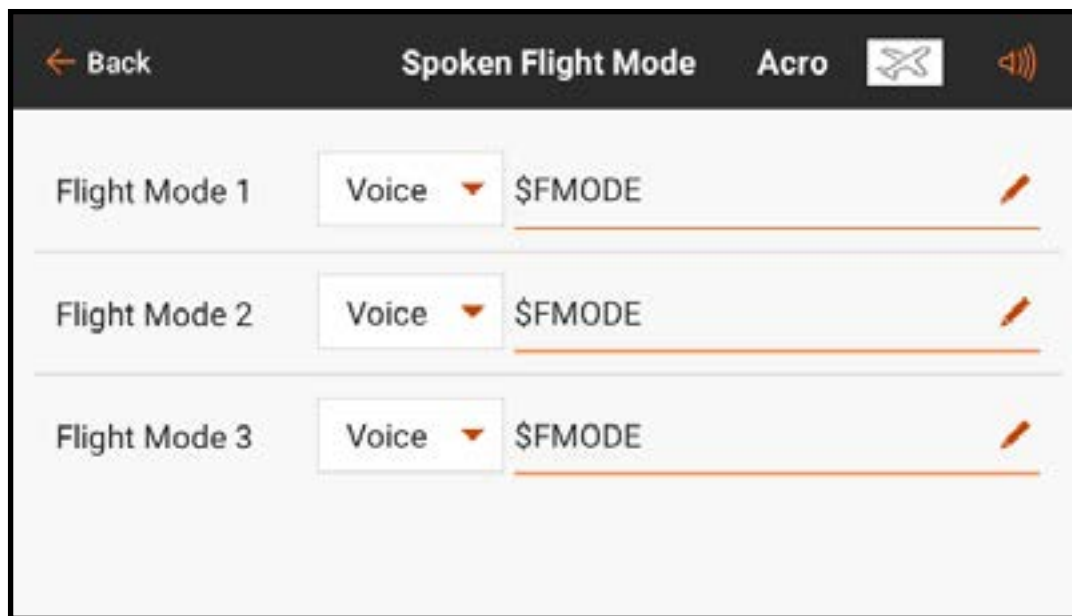 Back Spoken Flight Mode Acro
Flight Mode 1 Voice $FMODE
Flight Mode 2 Voice $FMODE
Flight Mode 3 Voice $FMODE